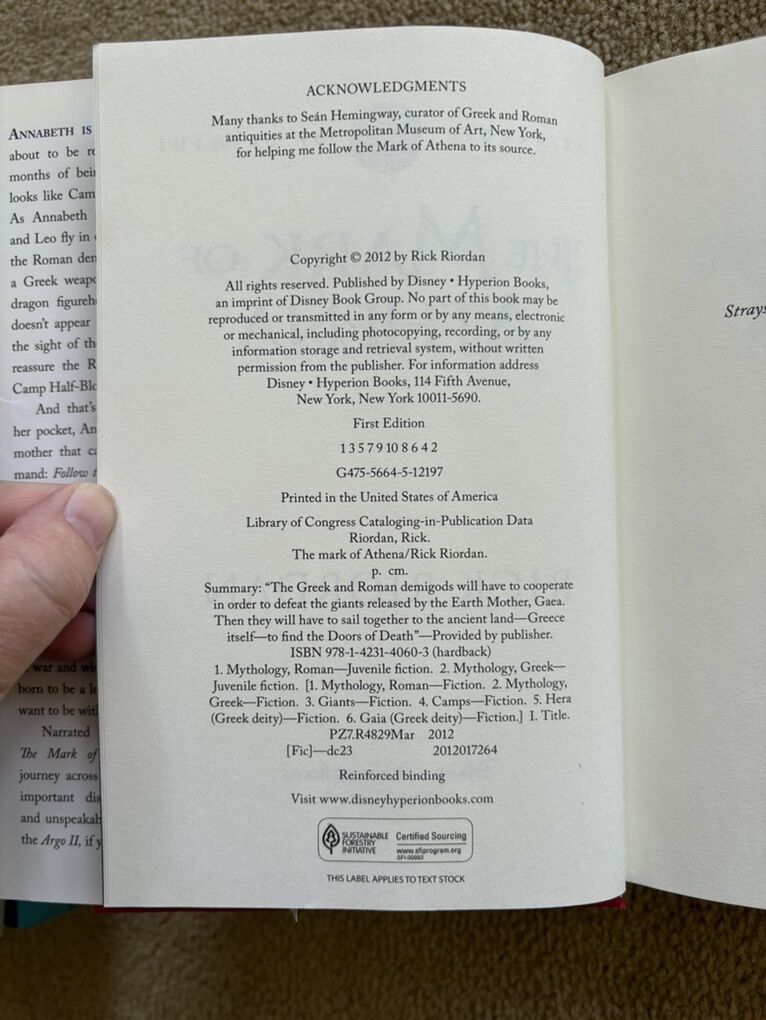 ANNABETH IS
about to be
months of
looks like
As Annabeth
and Leo fly in
the Roman
a Greek
dragon
doesn't appear
the sight of
reassure the
Camp
And that's
her pocket,
mother that
mand: Follow
war and
born to be a
want to be
Narrated
The Mark of
journey across
important
and
the Argo II, if
ACKNOWLEDGMENTS
Many thanks to Seán Hemingway, curator of Greek and Roman
antiquities at the Metropolitan Museum of Art, New York,
for helping me follow the Mark of Athena to its source.
Copyright © 2012 by Rick Riordan
All rights reserved. Published by Disney • Hyperion Books,
an imprint of Disney Book Group. No part of this book may be
reproduced or transmitted in any form or by any means, electronic
or mechanical, including photocopying, recording, or by any
information storage and retrieval system, without written
permission from the publisher. For information address
Disney • Hyperion Books, 114 Fifth Avenue,
New York, New York 10011-5690.
First Edition
1 3 5 7 9 10 8 6 4 2
G475-5664-5-12197
Printed in the United States of America
Library of Congress Cataloging-in-Publication Data
Riordan, Rick.
The mark of Athena/Rick Riordan.
p. cm.
Summary: "The Greek and Roman demigods will have to cooperate
in order to defeat the giants released by the Earth Mother, Gaea.
Then they will have to sail together to the ancient land—Greece
itself—to find the Doors of Death"—Provided by publisher.
ISBN 978-1-4231-4060-3 (hardback)
1. Mythology, Roman—Juvenile fiction. 2. Mythology, Greek—
Juvenile fiction. [1. Mythology, Roman—Fiction. 2. Mythology,
Greek—Fiction. 3. Giants—Fiction. 4. Camps—Fiction. 5. Hera
(Greek deity)—Fiction. 6. Gaia (Greek deity)—Fiction.] I. Title.
PZ7.R4829Mar 2012
[Fic]—dc23 2012017264
Reinforced binding
Visit www.disneyhyperionbooks.com
SUSTAINABLE
FORESTRY
INITIATIVE
Certified Sourcing
www.sfiprogram.org
SFI-00993
THIS LABEL APPLIES TO TEXT STOCK
Strays